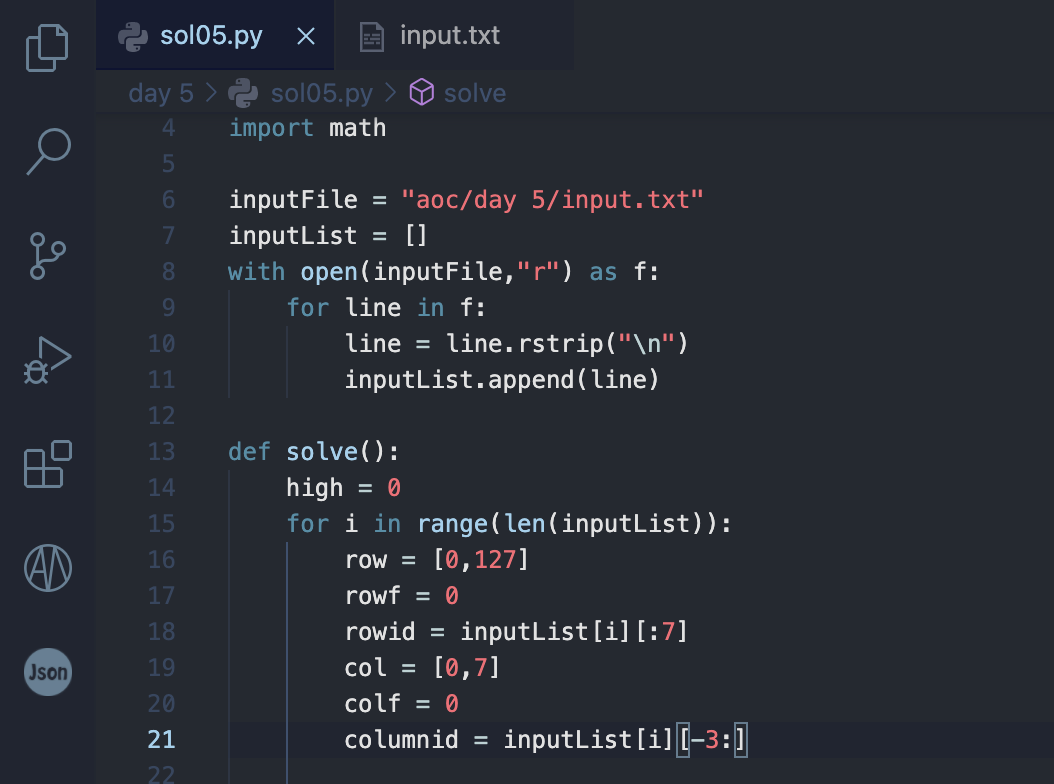 sol05.py
input.txt
day 5 > sol05.py > solve
4 import math
5
6 inputFile = "aoc/day 5/input.txt"
7 inputList = []
8 with open(inputFile,"r") as f:
9     for line in f:
10         line = line.rstrip("\n")
11         inputList.append(line)
12
13 def solve():
14     high = 0
15     for i in range(len(inputList)):
16         row = [0,127]
17         rowf = 0
18         rowid = inputList[i][:7]
19         col = [0,7]
20         colf = 0
21         columnid = inputList[i][-3:]
22
Json